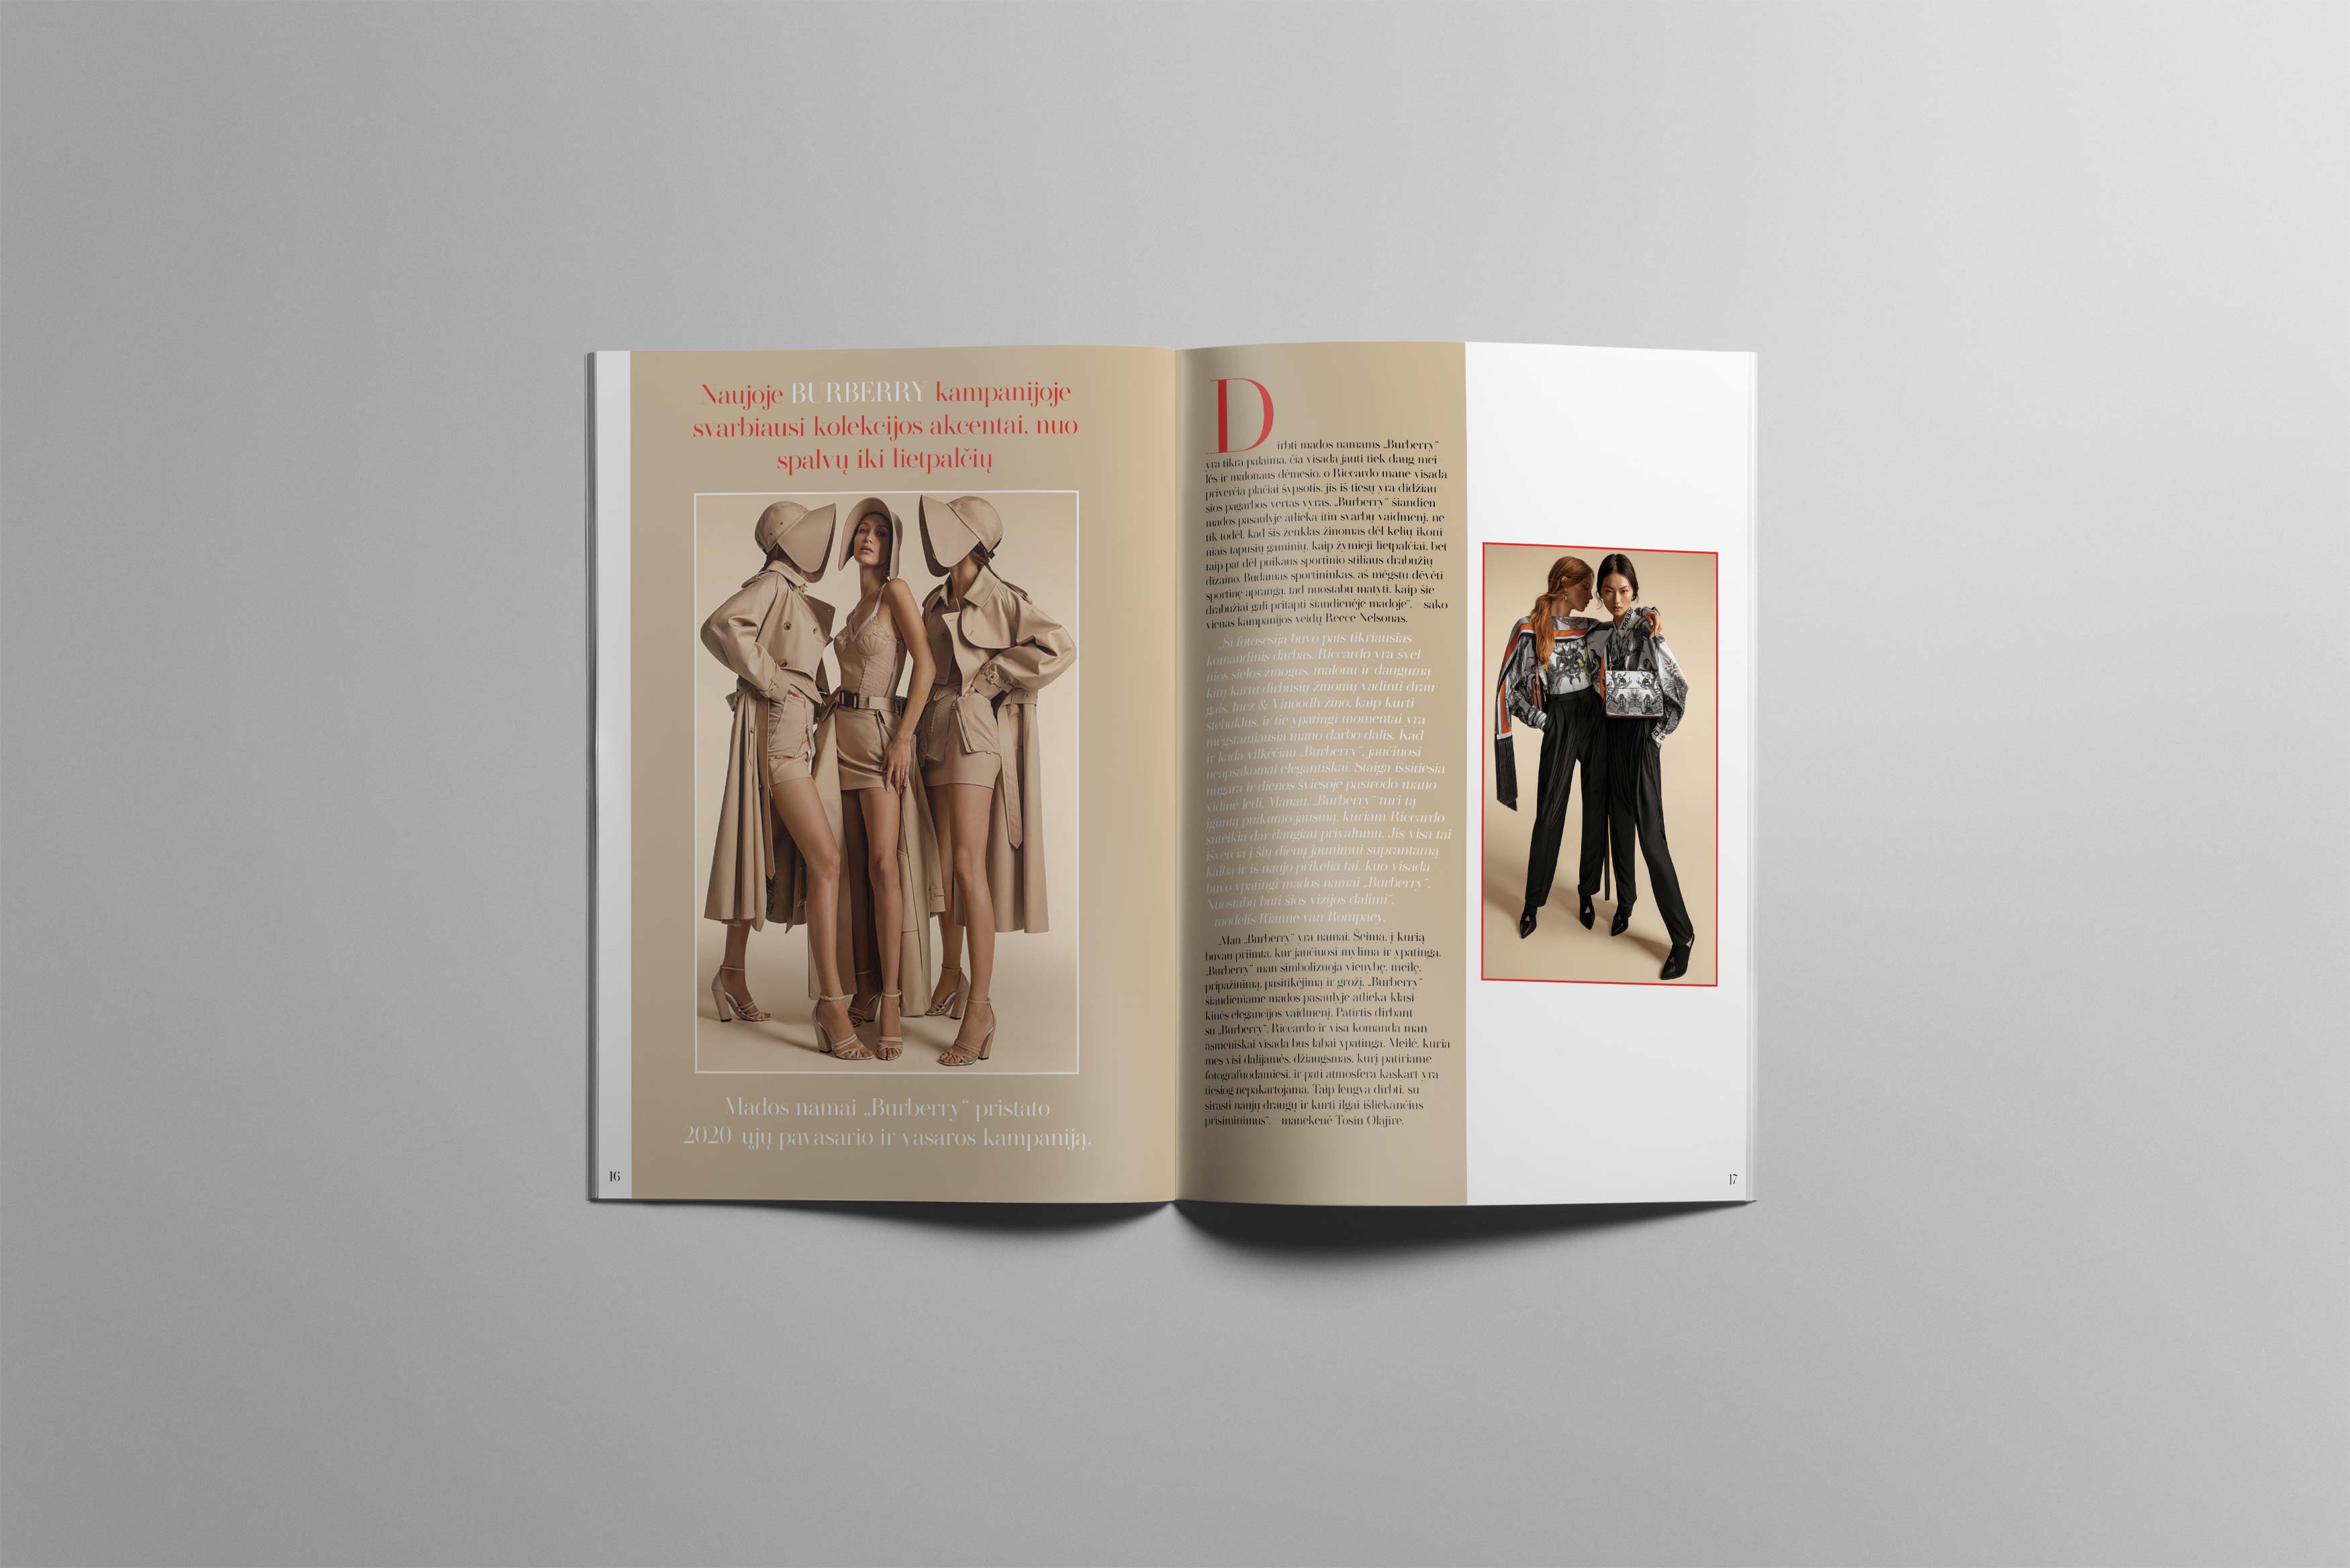 Naujoje BURBERRY kampanijoje
svarbiausi kolekcijos akcentai, nuo
spalvų iki lietpalčių
Mados namai „Burberry“ pristato
2020-ųjų pavasario ir vasaros kampaniją.
16
Dirbti mados namams „Burberry“
yra tikra palaima, čia visada jauti tiek daug mei
lės ir malonaus dėmesio, o Riccardo mane visada
priverčia plačiai šypsotis, jis iš tiesų yra didžiau
sios pagarbos vertas vyras. „Burberry“ šiandien
mados pasaulyje atlieka itin svarbų vaidmenį, ne
tik todėl, kad šis ženklas žinomas dėl kelių ikoni
niais tapusių gaminių, kaip žymieji lietpalčiai, bet
taip pat dėl puikaus sportinio stiliaus drabužių
dizaino. Būdamas sportininkas, aš mėgstu dėvėti
sportinę aprangą, tad nuostabu matyti, kaip šie
drabužiai gali pritapti šiandienėje madoje“, sako
vienas kampanijos veidų Reece Nelsonas.
„Ši fotosesija buvo pats tikriausias
komandinis darbas. Riccardo yra švel
nios sielos žmogus, malonu ir daugumą
kitų kartu dirbusių žmonių vadinti drau
gais. Inez & Vinoodh žino, kaip kurti
stebuklus, ir tie ypatingi momentai yra
mėgstamiausia mano darbo dalis. Kad
ir kada vilkėčiau „Burberry“, jaučiuosi
neapsakomai elegantiškai. Staiga išsitiesia
nugara ir dienos šviesoje pasirodo mano
vidinė ledi. Manau, „Burberry“ turi tą
įgimtą puikumo jausmą, kuriam Riccardo
suteikia dar daugiau privalumų. Jis visa tai
išverčia į šių dienų jaunimui suprantamą
kalbą ir iš naujo prikelia tai, kuo visada
buvo ypatingi mados namai „Burberry“.
Nuostabu būti šios vizijos dalimi“,
modelis Rianne van Rompaey.
„Man „Burberry“ yra namai. Šeima, į kurią
buvau priimta, kur jaučiuosi mylima ir ypatinga.
„Burberry“ man simbolizuoja vienybę, meilę,
pripažinimą, pasitikėjimą ir grožį. „Burberry“
šiandieniame mados pasaulyje atlieka klasi
kinės elegancijos vaidmenį. Patirtis dirbant
su „Burberry“, Riccardo ir visa komanda man
asmeniškai visada bus labai ypatinga. Meilė, kuria
mes visi dalijamės, džiaugsmas, kurį patiriame
fotografuodamiesi, ir pati atmosfera kaskart yra
tiesiog nepakartojama. Taip lengva dirbti, su
sirasti naujų draugų ir kurti ilgai išliekančius
prisiminimus“, manekenė Tosin Olajire.
17